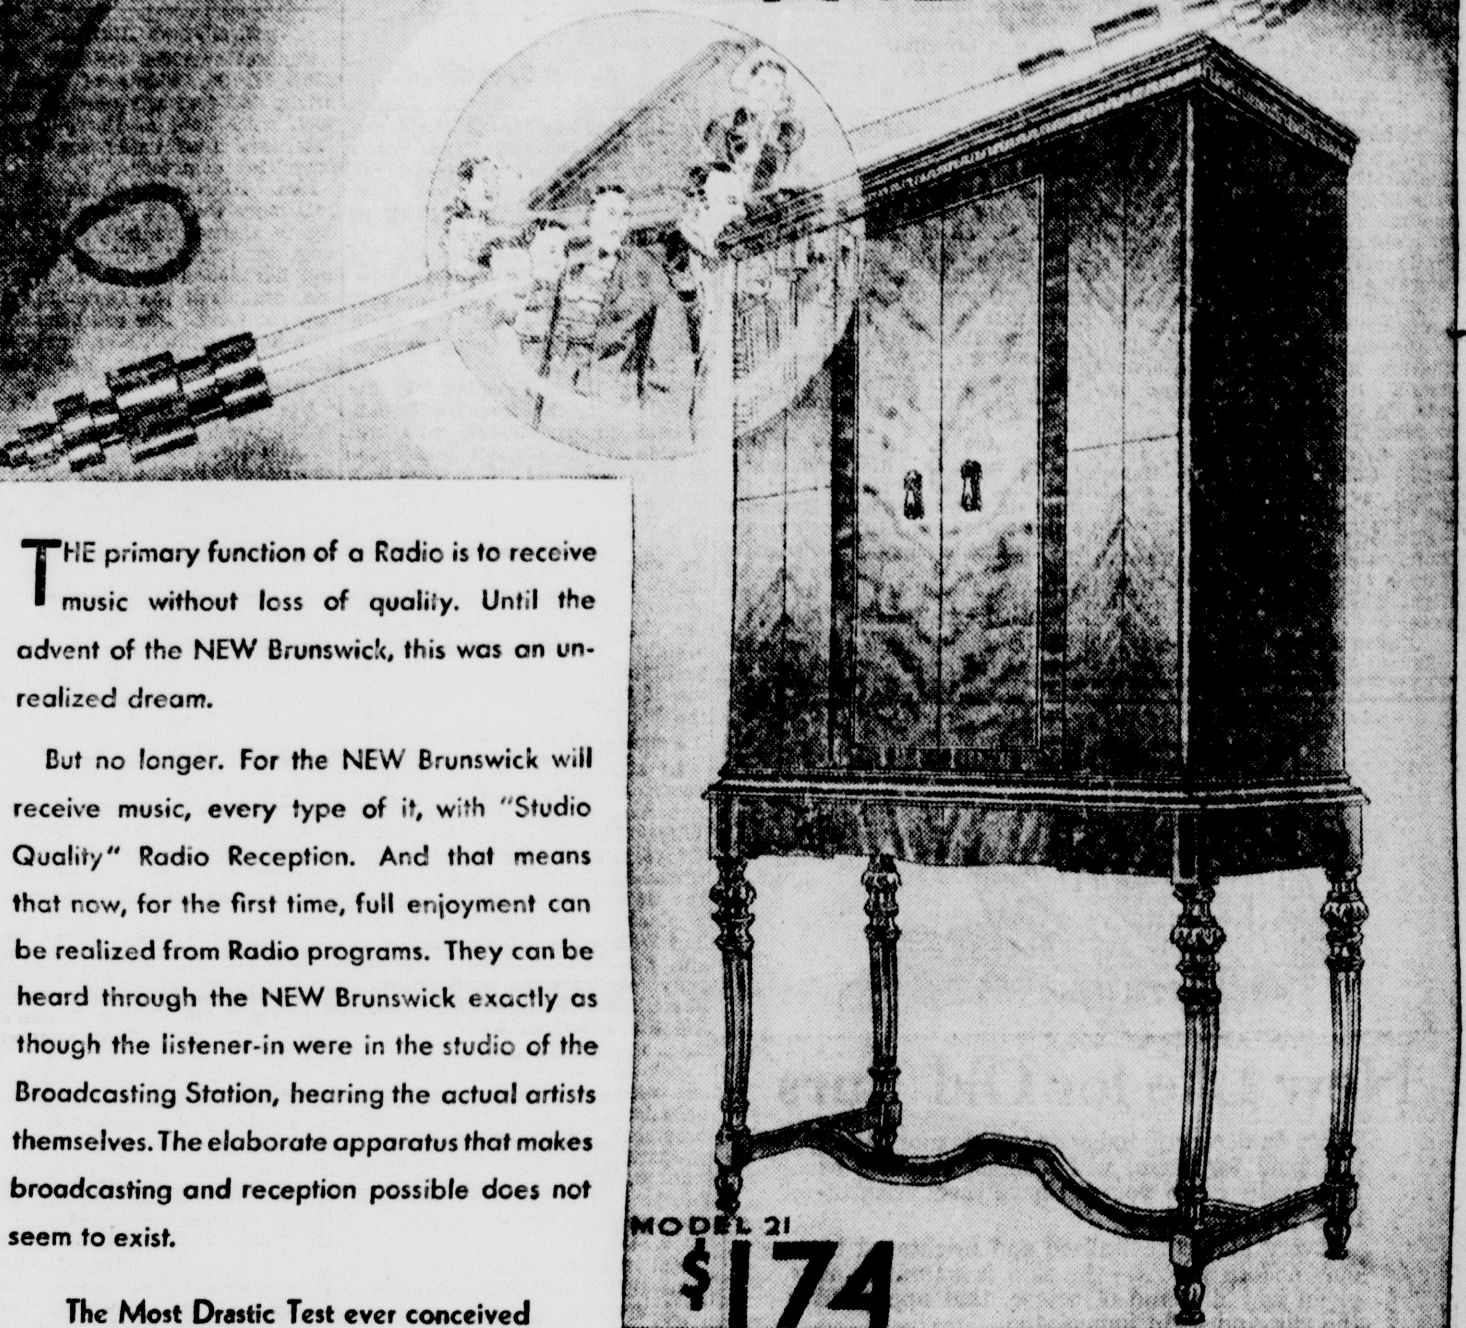 THE primary function of a Radio is to receive
music without loss of quality. Until the
advent of the NEW Brunswick, this was an un-
realized dream.
But no longer. For the NEW Brunswick will
receive music, every type of it, with "Studio
Quality" Radio Reception. And that means
that now, for the first time, full enjoyment can
be realized from Radio programs. They can be
heard through the NEW Brunswick exactly as
though the listener-in were in the studio of the
Broadcasting Station, hearing the actual artists
themselves. The elaborate apparatus that makes
broadcasting and reception possible does not
seem to exist.
The Most Drastic Test ever conceived
MODEL 21
$174